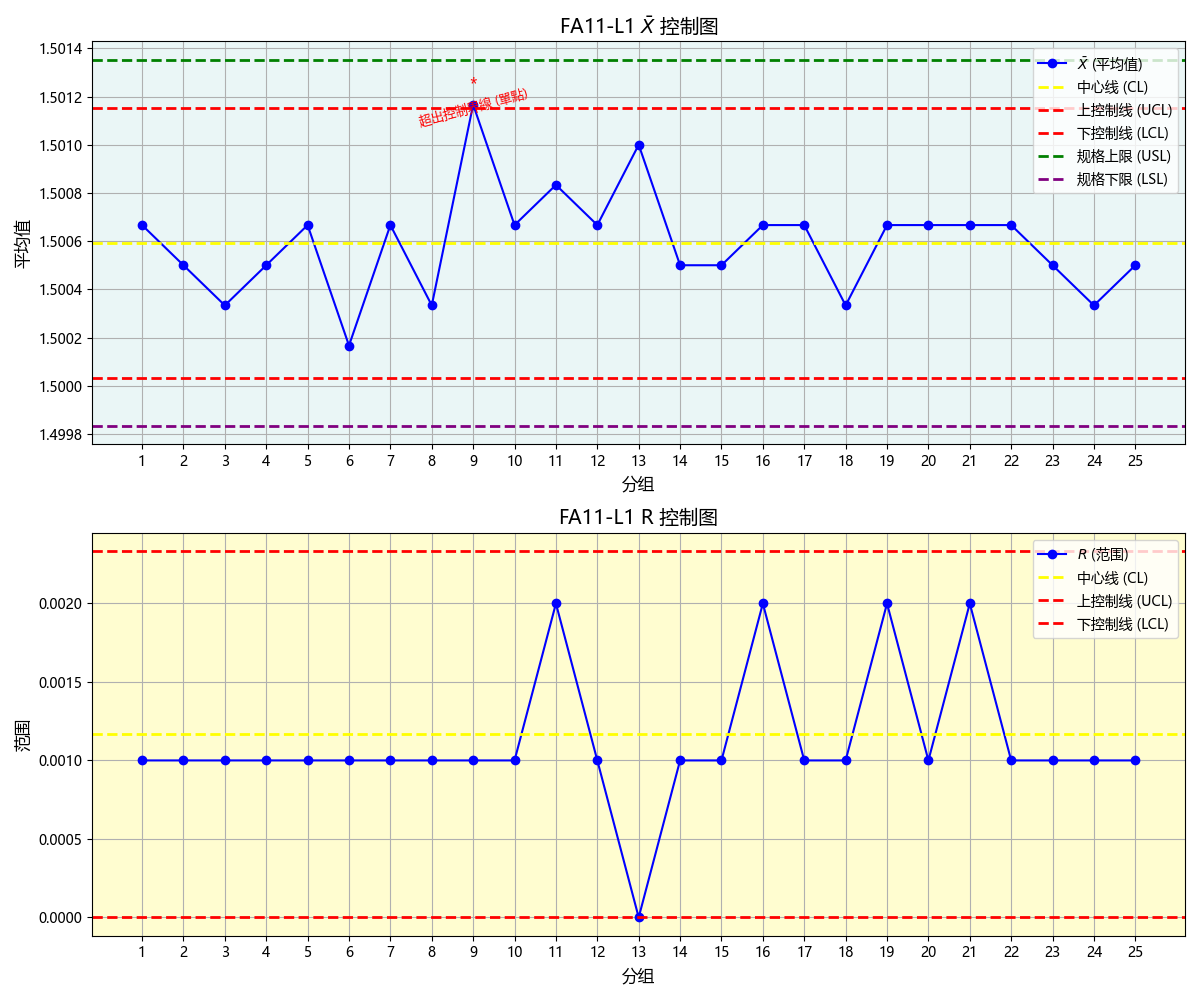 FA11-L1 X̄ 控制图
平均值
1.5014
1.5012
1.5010
1.5008
1.5006
1.5004
1.5002
1.5000
1.4998
*
超出控制界線 (單點)
X̄ (平均值)
中心线 (CL)
上控制线 (UCL)
下控制线 (LCL)
规格上限 (USL)
规格下限 (LSL)
1 2 3 4 5 6 7 8 9 10 11 12 13 14 15 16 17 18 19 20 21 22 23 24 25
分组
FA11-L1 R 控制图
范围
0.0020
0.0015
0.0010
0.0005
0.0000
R (范围)
中心线 (CL)
上控制线 (UCL)
下控制线 (LCL)
1 2 3 4 5 6 7 8 9 10 11 12 13 14 15 16 17 18 19 20 21 22 23 24 25
分组